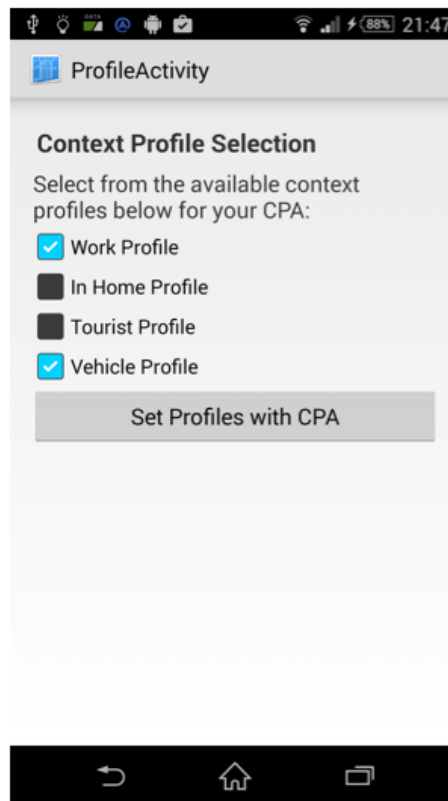 DATA
88% 21:47
ProfileActivity
Context Profile Selection
Select from the available context
profiles below for your CPA:
Work Profile
In Home Profile
Tourist Profile
Vehicle Profile
Set Profiles with CPA